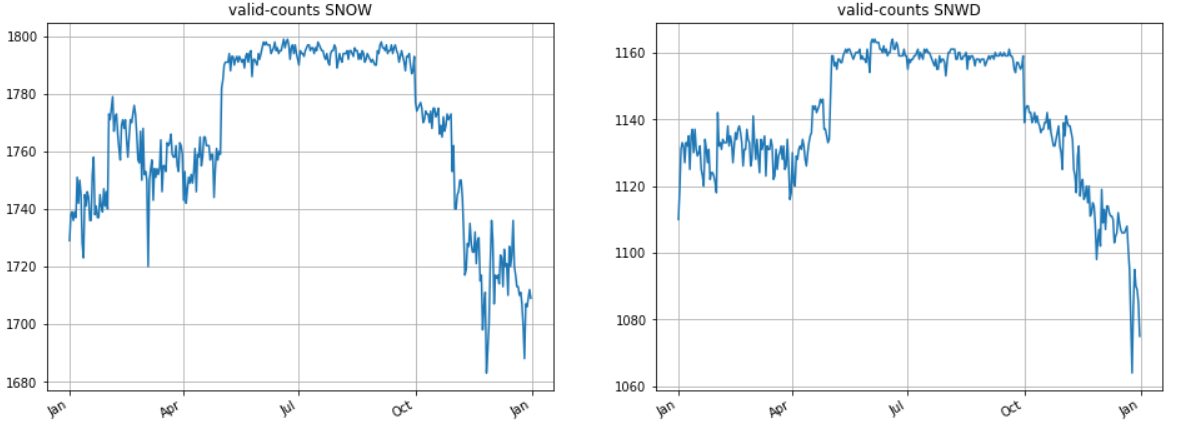 valid-counts SNOW
1800
1780
1760
1740
1720
1700
1680
Jan
Apr
Jul
Oct
Jan
valid-counts SNWD
1160
1140
1120
1100
1080
1060
Jan
Apr
Jul
Oct
Jan